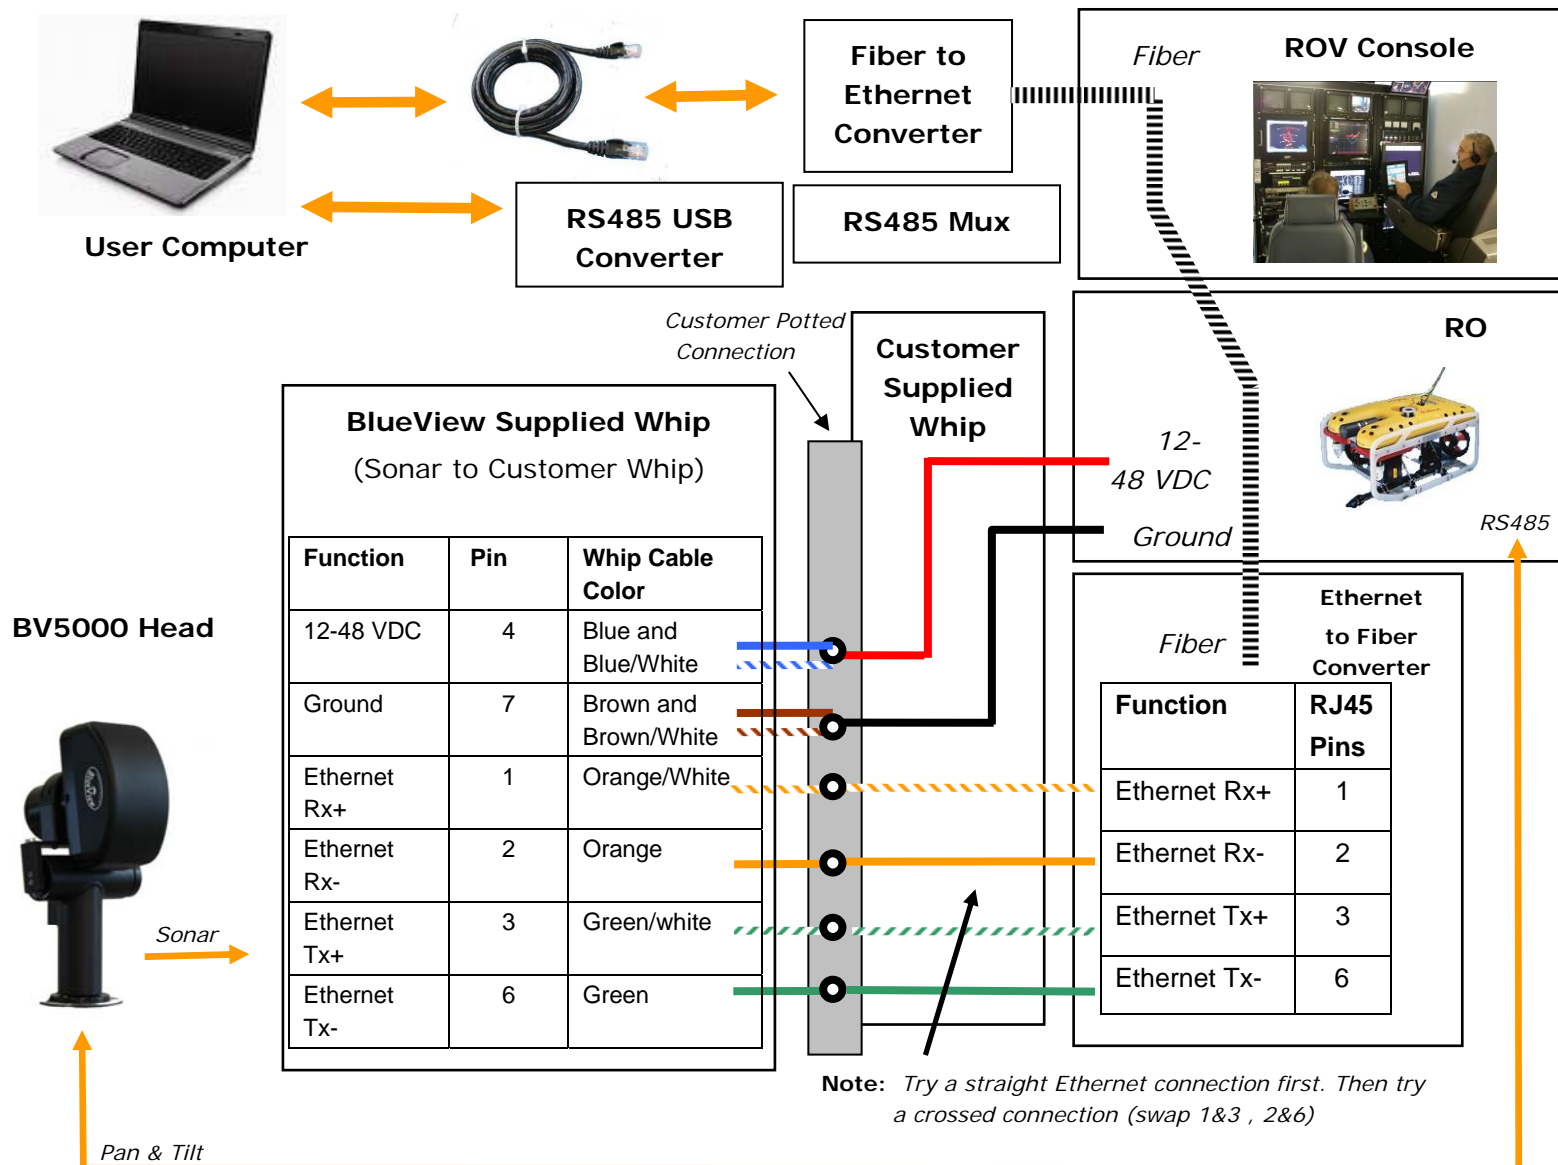 Fiber to
Ethernet
Converter
Fiber
ROV Console
User Computer
RS485 USB
Converter
RS485 Mux
Customer Potted
Connection
Customer
Supplied
Whip
RO
12-
48 VDC
Ground
RS485
BlueView Supplied Whip
(Sonar to Customer Whip)
Function Pin Whip Cable
Color
12-48 VDC 4 Blue and
Blue/White
Ground 7 Brown and
Brown/White
Ethernet 1 Orange/White
Rx+
Ethernet 2 Orange
Rx-
Ethernet 3 Green/white
Tx+
Ethernet 6 Green
Tx-
BV5000 Head
Sonar
Pan & Tilt
Ethernet
to Fiber
Converter
Fiber
Function RJ45
Pins
Ethernet Rx+ 1
Ethernet Rx- 2
Ethernet Tx+ 3
Ethernet Tx- 6
Note: Try a straight Ethernet connection first. Then try
a crossed connection (swap 1&3 , 2&6)